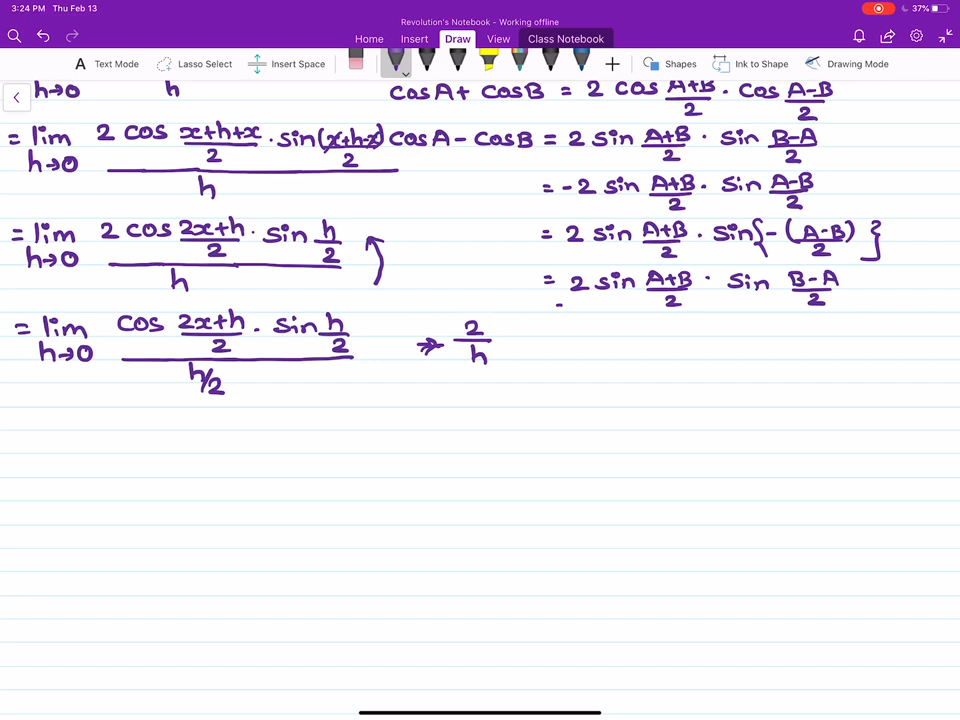 3:24 PM Thu Feb 13
37%
Revolution's Notebook - Working offline
Home Insert Draw View Class Notebook
A Text Mode Lasso Select Insert Space Shapes Ink to Shape Drawing Mode
h→0 h
cos A + cos B = 2 cos A+B/2 . cos A-B/2
= lim h→0 2 cos x+h+x/2 . sin(x+h-x)/2 / h
cos A - cos B = 2 sin A+B/2 . sin B-A/2
= -2 sin A+B/2 . sin A-B/2
= lim h→0 2 cos 2x+h/2 . sin h/2 / h
= 2 sin A+B/2 . sin{-(A-B)/2}
= 2 sin A+B/2 . sin B-A/2
= lim h→0 cos 2x+h/2 . sin h/2 / h/2
→ 2/h